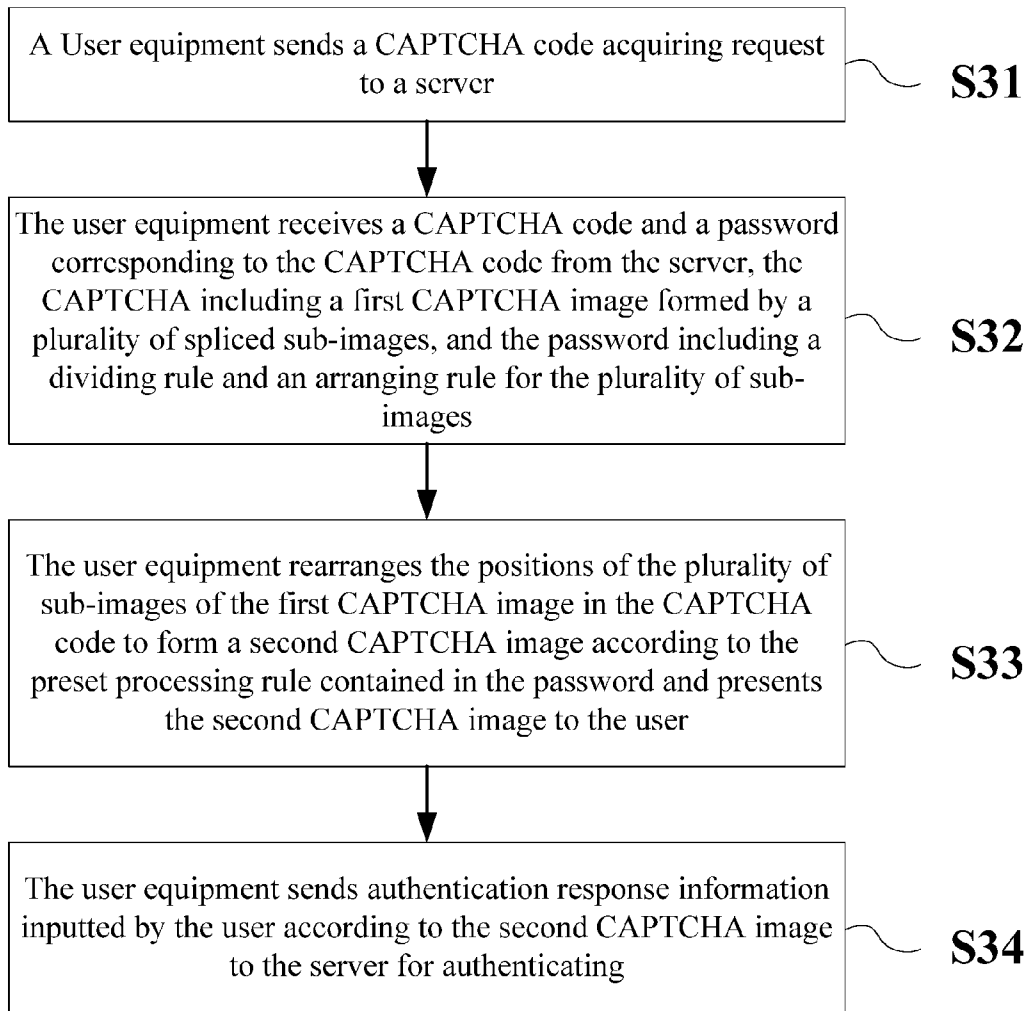 A User equipment sends a CAPTCHA code acquiring request
to a server
S31
The user equipment receives a CAPTCHA code and a password
corresponding to the CAPTCHA code from the server, the
CAPTCHA including a first CAPTCHA image formed by a
plurality of spliced sub-images, and the password including a
dividing rule and an arranging rule for the plurality of sub-
images
S32
The user equipment rearranges the positions of the plurality of
sub-images of the first CAPTCHA image in the CAPTCHA
code to form a second CAPTCHA image according to the
preset processing rule contained in the password and presents
the second CAPTCHA image to the user
S33
The user equipment sends authentication response information
inputted by the user according to the second CAPTCHA image
to the server for authenticating
S34